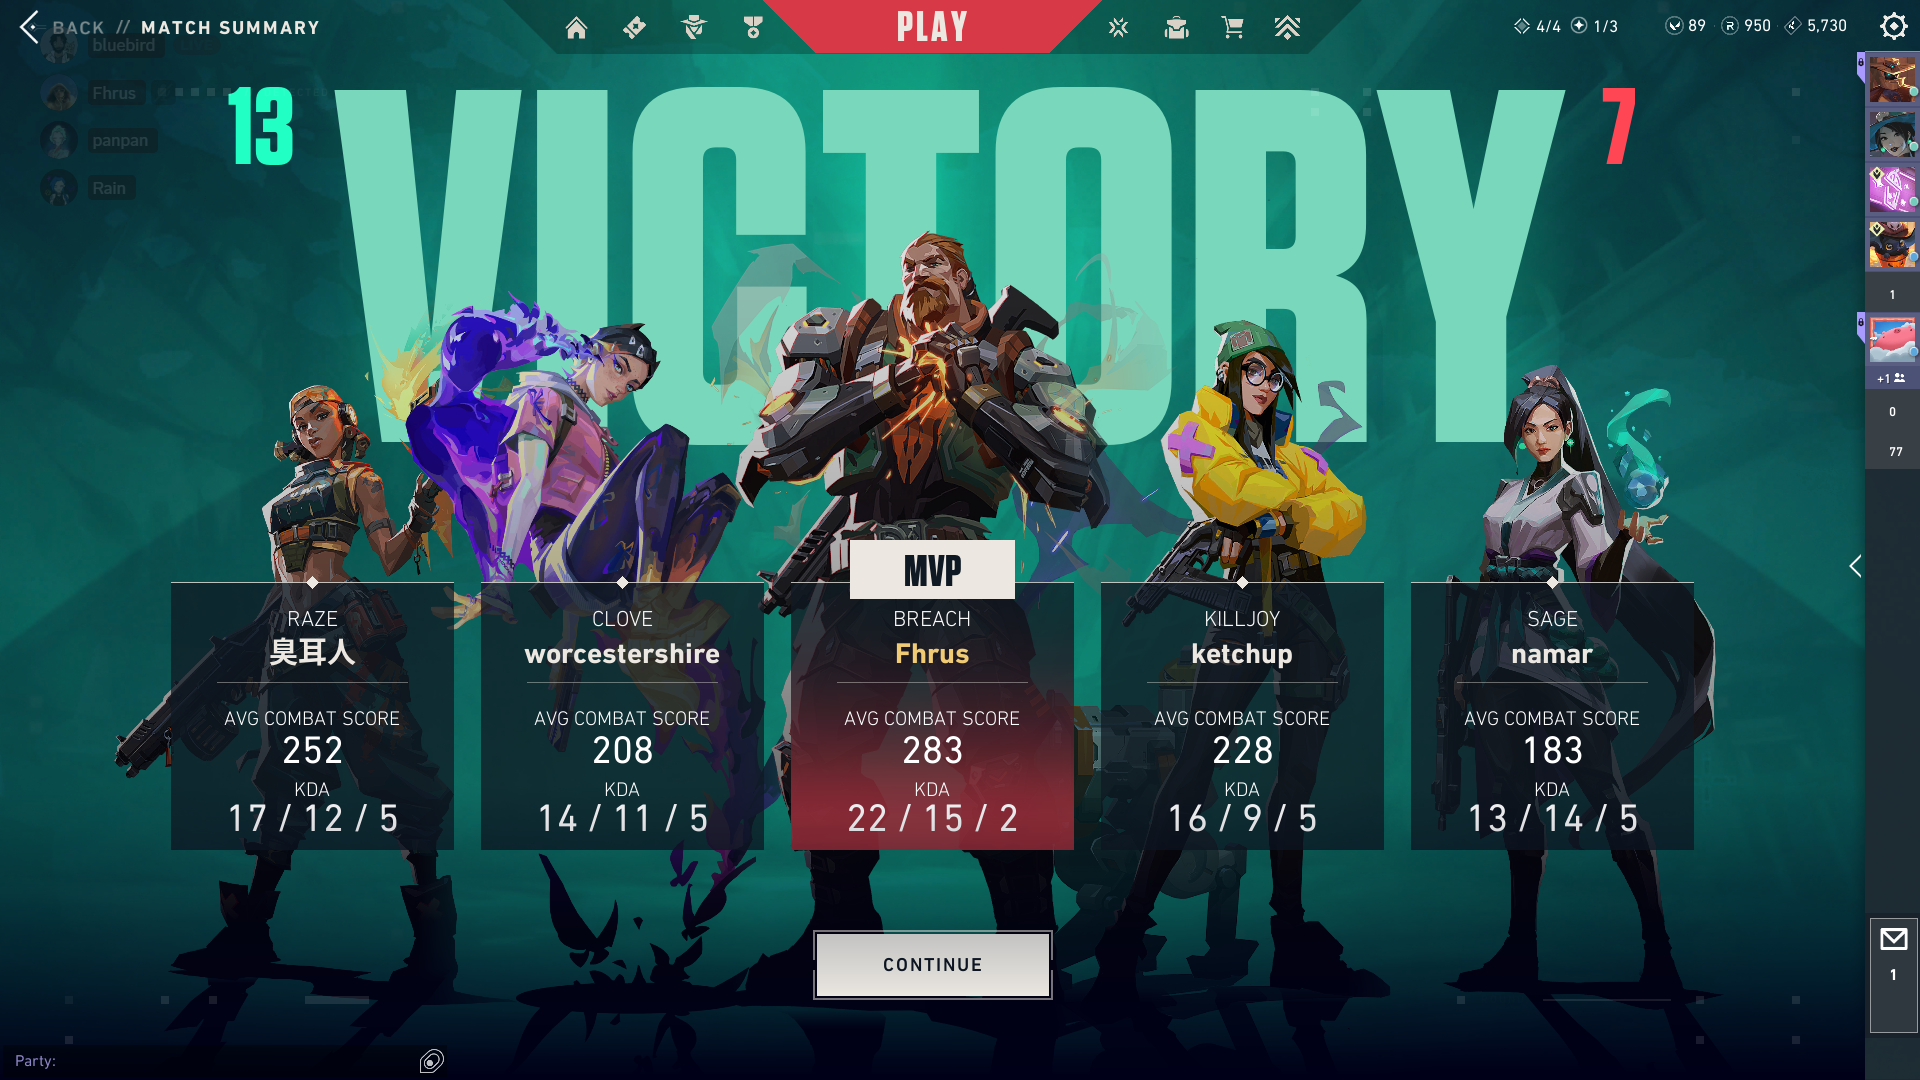 BACK // MATCH SUMMARY
PLAY
4/4 1/3 89 950 5,730
bluebird
Fhrus
panpan
Rain
13
VICTORY
7
MVP
RAZE
臭耳人
AVG COMBAT SCORE
252
KDA
17 / 12 / 5
CLOVE
worcestershire
AVG COMBAT SCORE
208
KDA
14 / 11 / 5
BREACH
Fhrus
AVG COMBAT SCORE
283
KDA
22 / 15 / 2
KILLJOY
ketchup
AVG COMBAT SCORE
228
KDA
16 / 9 / 5
SAGE
namar
AVG COMBAT SCORE
183
KDA
13 / 14 / 5
1
+1
0
77
1
CONTINUE
Party: